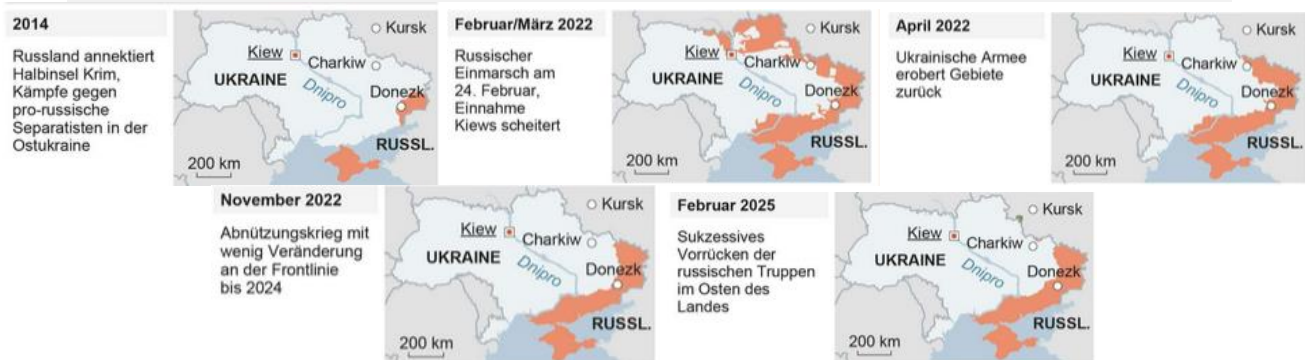 2014
Russland annektiert
Halbinsel Krim,
Kämpfe gegen
pro-russische
Separatisten in der
Ostukraine
Kursk
Kiew
Charkiw
UKRAINE
Dnipro
Donezk
RUSSL.
200 km
Februar/März 2022
Russischer
Einmarsch am
24. Februar,
Einnahme
Kiews scheitert
Kursk
Kiew
Charkiw
UKRAINE
Dnipro
Donezk
RUSSL.
200 km
April 2022
Ukrainische Armee
erobert Gebiete
zurück
Kursk
Kiew
Charkiw
UKRAINE
Dnipro
Donezk
RUSSL.
200 km
November 2022
Abnützungskrieg mit
wenig Veränderung
an der Frontlinie
bis 2024
Kursk
Kiew
Charkiw
UKRAINE
Dnipro
Donezk
RUSSL.
200 km
Februar 2025
Sukzessives
Vorrücken der
russischen Truppen
im Osten des
Landes
Kursk
Kiew
Charkiw
UKRAINE
Dnipro
Donezk
RUSSL.
200 km